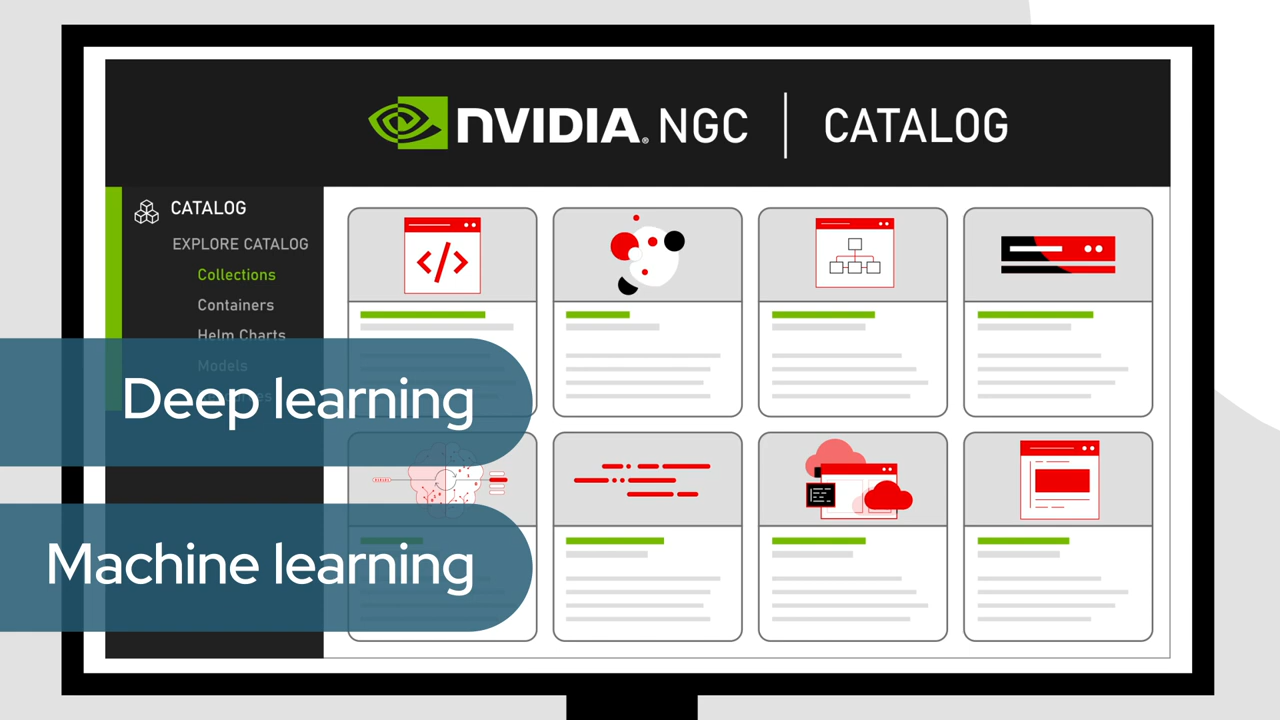 NVIDIA. NGC | CATALOG
CATALOG
EXPLORE CATALOG
Collections
Containers
Helm Charts
Models
Deep learning
Machine learning